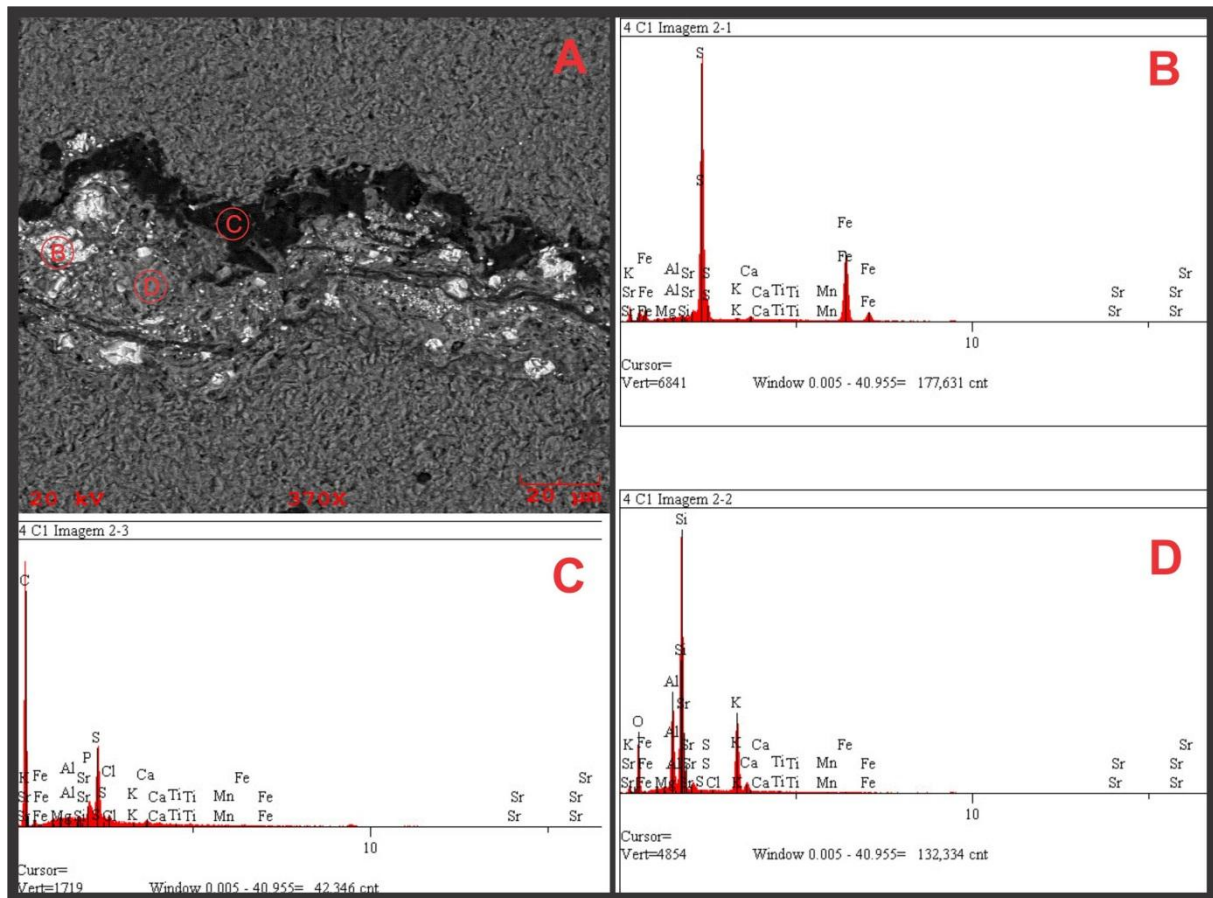 A
B
C
D
20 kV 370X 20 µm
4 C1 Imagem 2-1
B
S
S
Fe
Fe
K Fe Al Sr S K Ca Fe Sr
Sr Fe Al Sr K Ca Ti Ti Mn Sr Sr
Sr Fe Mg Si S K Ca Ti Ti Mn Fe Sr Sr
10
Cursor=
Vert=6841 Window 0.005 - 40.955= 177,631 cnt
4 C1 Imagem 2-3
C
C
S
P
Cl
K Fe Al Sr Ca Fe Sr
Sr Fe Al Sr S K Ca Ti Ti Mn Fe Sr
Sr Fe Mg Si S Cl K Ca Ti Ti Mn Fe Sr
10
Cursor=
Vert=1719 Window 0.005 - 40.955= 42,346 cnt
4 C1 Imagem 2-2
D
Si
Si
Al
Sr
K
O
Al
K Fe Sr S K Ca Fe Sr
Sr Fe Al Sr S K Ca Ti Ti Mn Fe Sr Sr
Sr Fe Mg Sr S Cl K Ca Ti Ti Mn Fe Sr Sr
10
Cursor=
Vert=4854 Window 0.005 - 40.955= 132,334 cnt